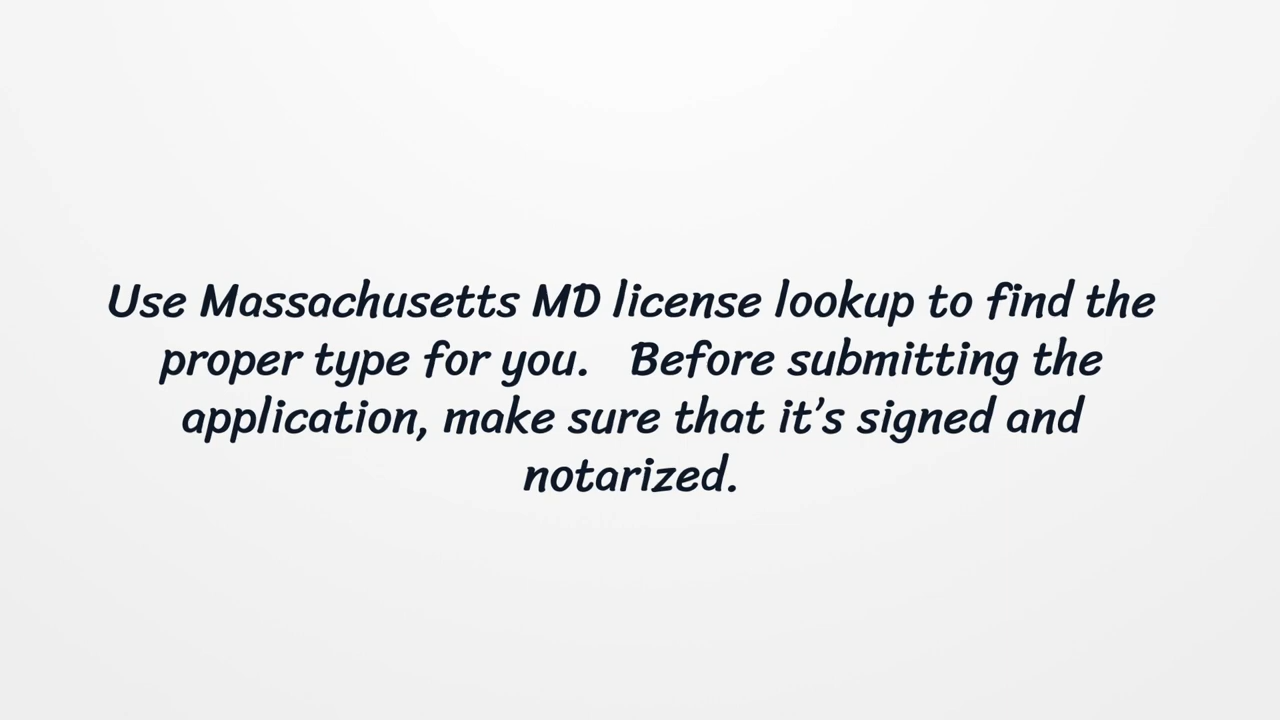 Use Massachusetts MD license lookup to find the
proper type for you.   Before submitting the
application, make sure that it’s signed and
notarized.